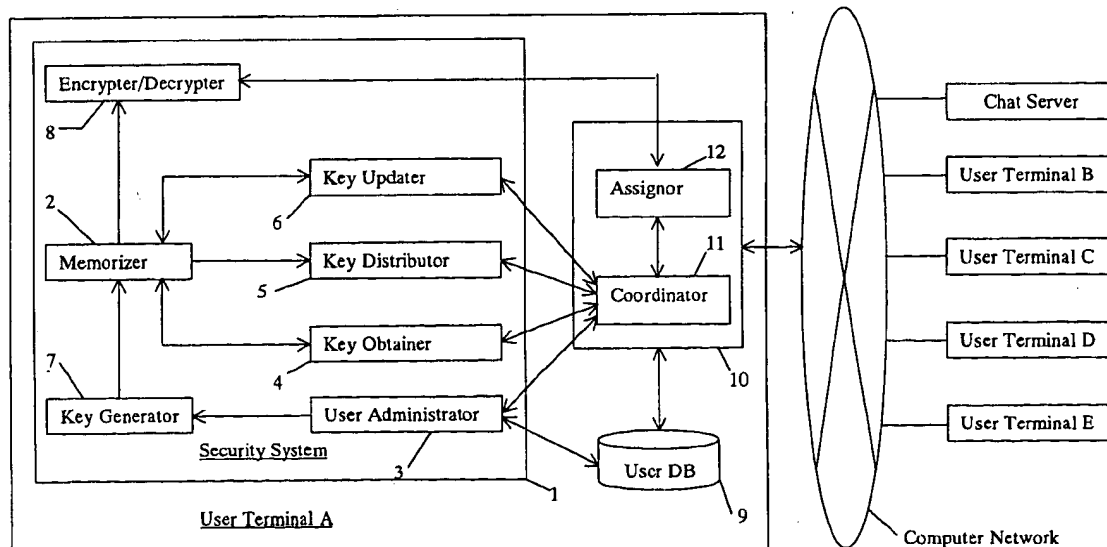 Encrypter/Decrypter
8
12
Assignor
Key Updater
6
2
Memorizer
11
Key Distributor
5
Coordinator
Key Obtainer
4
10
7
Key Generator
User Administrator
3
Security System
1
User DB
9
User Terminal A
Chat Server
User Terminal B
User Terminal C
User Terminal D
User Terminal E
Computer Network